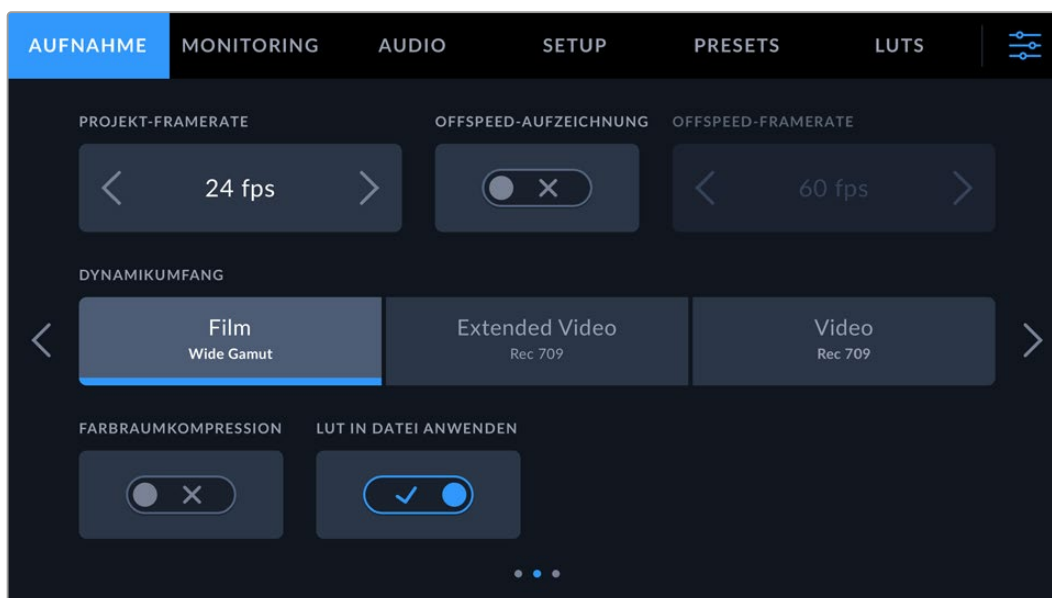 AUFNAHME MONITORING AUDIO SETUP PRESETS LUTS
PROJEKT-FRAMERATE OFFSPEED-AUFZEICHNUNG OFFSPEED-FRAMERATE
24 fps 60 fps
DYNAMIKUMFANG
Film Extended Video Video
Wide Gamut Rec 709 Rec 709
FARBRAUMKOMPRESSION LUT IN DATEI ANWENDEN